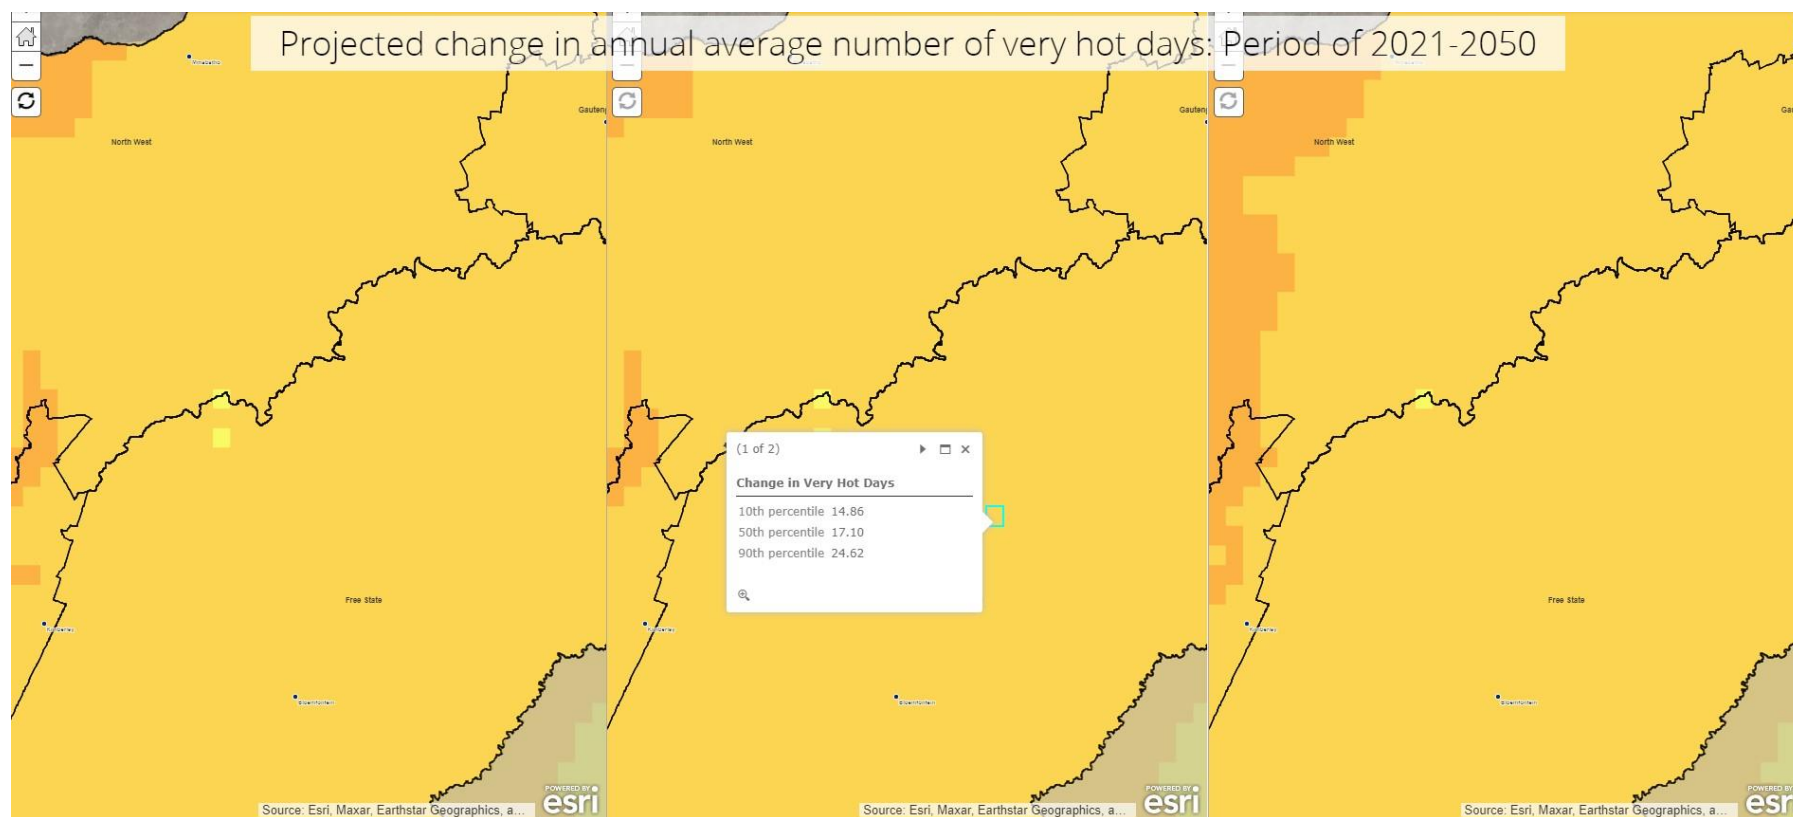 Projected change in annual average number of very hot days: Period of 2021-2050
North West
Gauteng
Free State
POWERED BY
esri
Source: Esri, Maxar, Earthstar Geographics, a...
North West
Gauteng
(1 of 2)
Change in Very Hot Days
10th percentile 14.86
50th percentile 17.10
90th percentile 24.62
POWERED BY
esri
Source: Esri, Maxar, Earthstar Geographics, a...
North West
Ga
Free State
POWERED BY
esri
Source: Esri, Maxar, Earthstar Geographics, a...